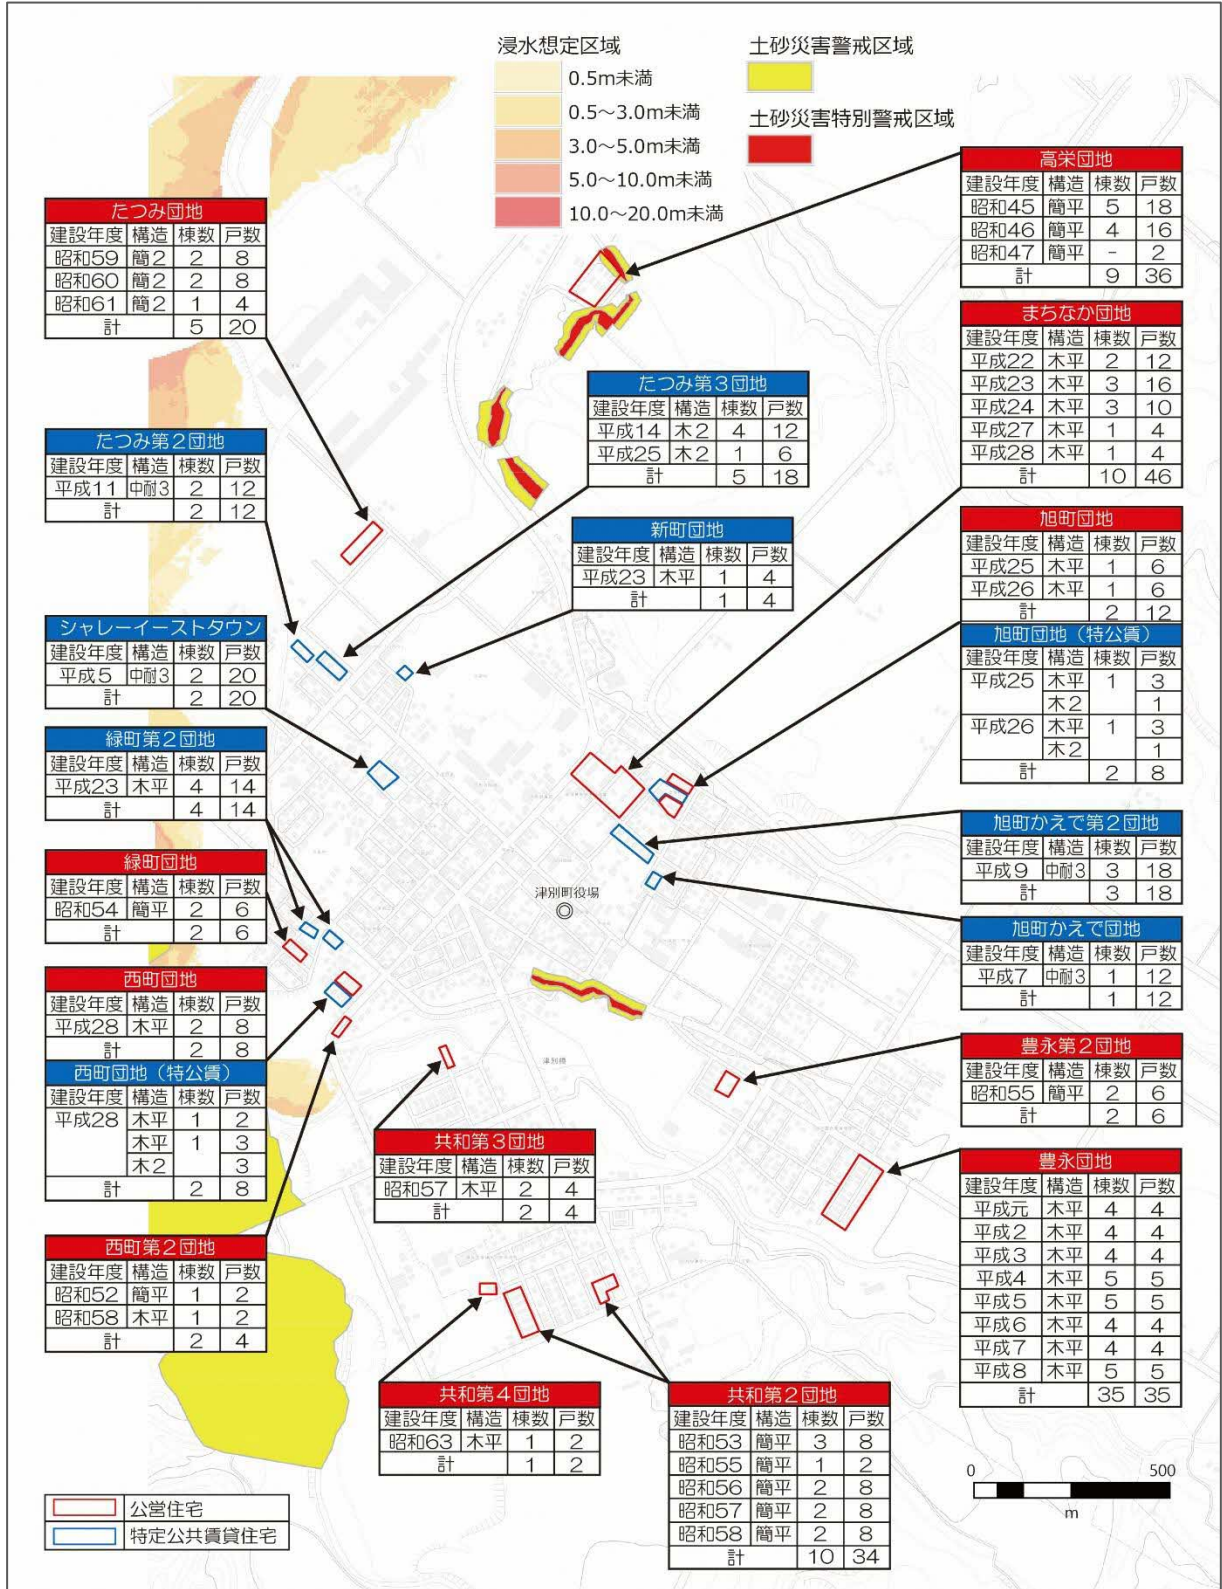 浸水想定区域
0.5m未満
0.5～3.0m未満
3.0～5.0m未満
5.0～10.0m未満
10.0～20.0m未満
土砂災害警戒区域
土砂災害特別警戒区域
たつみ団地
建設年度 構造 棟数 戸数
昭和59 簡2 2 8
昭和60 簡2 2 8
昭和61 簡2 1 4
計 5 20
たつみ第2団地
建設年度 構造 棟数 戸数
平成11 中耐3 2 12
計 2 12
シャレーイーストタウン
建設年度 構造 棟数 戸数
平成5 中耐3 2 20
計 2 20
緑町第2団地
建設年度 構造 棟数 戸数
平成23 木平 4 14
計 4 14
緑町団地
建設年度 構造 棟数 戸数
昭和54 簡平 2 6
計 2 6
西町団地
建設年度 構造 棟数 戸数
平成28 木平 2 8
計 2 8
西町団地（特公賃）
建設年度 構造 棟数 戸数
平成28 木平 1 2
木平 1 3
木2 3
計 2 8
西町第2団地
建設年度 構造 棟数 戸数
昭和52 簡平 1 2
昭和58 木平 1 2
計 2 4
たつみ第3団地
建設年度 構造 棟数 戸数
平成14 木2 4 12
平成25 木2 1 6
計 5 18
新町団地
建設年度 構造 棟数 戸数
平成23 木平 1 4
計 1 4
津別町役場
津別橋
共和第3団地
建設年度 構造 棟数 戸数
昭和57 木平 2 4
計 2 4
共和第4団地
建設年度 構造 棟数 戸数
昭和63 木平 1 2
計 1 2
共和第2団地
建設年度 構造 棟数 戸数
昭和53 簡平 3 8
昭和55 簡平 1 2
昭和56 簡平 2 8
昭和57 簡平 2 8
昭和58 簡平 2 8
計 10 34
高栄団地
建設年度 構造 棟数 戸数
昭和45 簡平 5 18
昭和46 簡平 4 16
昭和47 簡平 - 2
計 9 36
まちなか団地
建設年度 構造 棟数 戸数
平成22 木平 2 12
平成23 木平 3 16
平成24 木平 3 10
平成27 木平 1 4
平成28 木平 1 4
計 10 46
旭町団地
建設年度 構造 棟数 戸数
平成25 木平 1 6
平成26 木平 1 6
計 2 12
旭町団地（特公賃）
建設年度 構造 棟数 戸数
平成25 木平 1 3
木2 1
平成26 木平 1 3
木2 1
計 2 8
旭町かえで第2団地
建設年度 構造 棟数 戸数
平成9 中耐3 3 18
計 3 18
旭町かえで団地
建設年度 構造 棟数 戸数
平成7 中耐3 1 12
計 1 12
豊永第2団地
建設年度 構造 棟数 戸数
昭和55 簡平 2 6
計 2 6
豊永団地
建設年度 構造 棟数 戸数
平成元 木平 4 4
平成2 木平 4 4
平成3 木平 4 4
平成4 木平 5 5
平成5 木平 5 5
平成6 木平 4 4
平成7 木平 4 4
平成8 木平 5 5
計 35 35
公営住宅
特定公共賃貸住宅
0 500
m